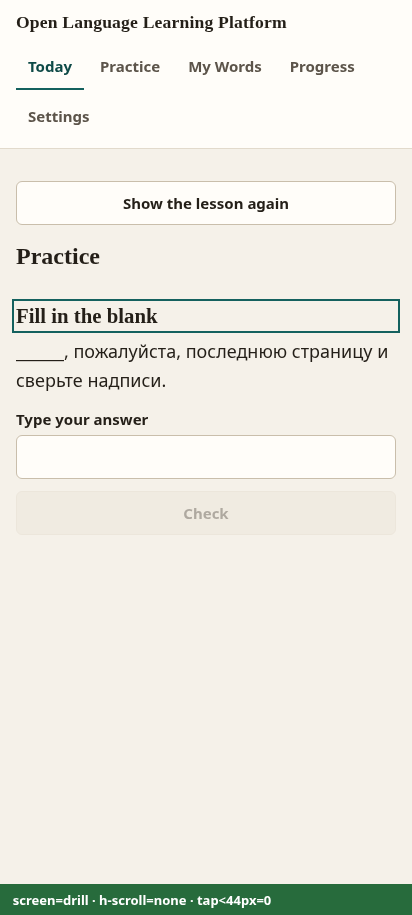 Open Language Learning Platform
Today Practice My Words Progress
Settings
Show the lesson again
Practice
Fill in the blank
______, пожалуйста, последнюю страницу и
сверьте надписи.
Type your answer
Check
screen=drill · h-scroll=none · tap<44px=0